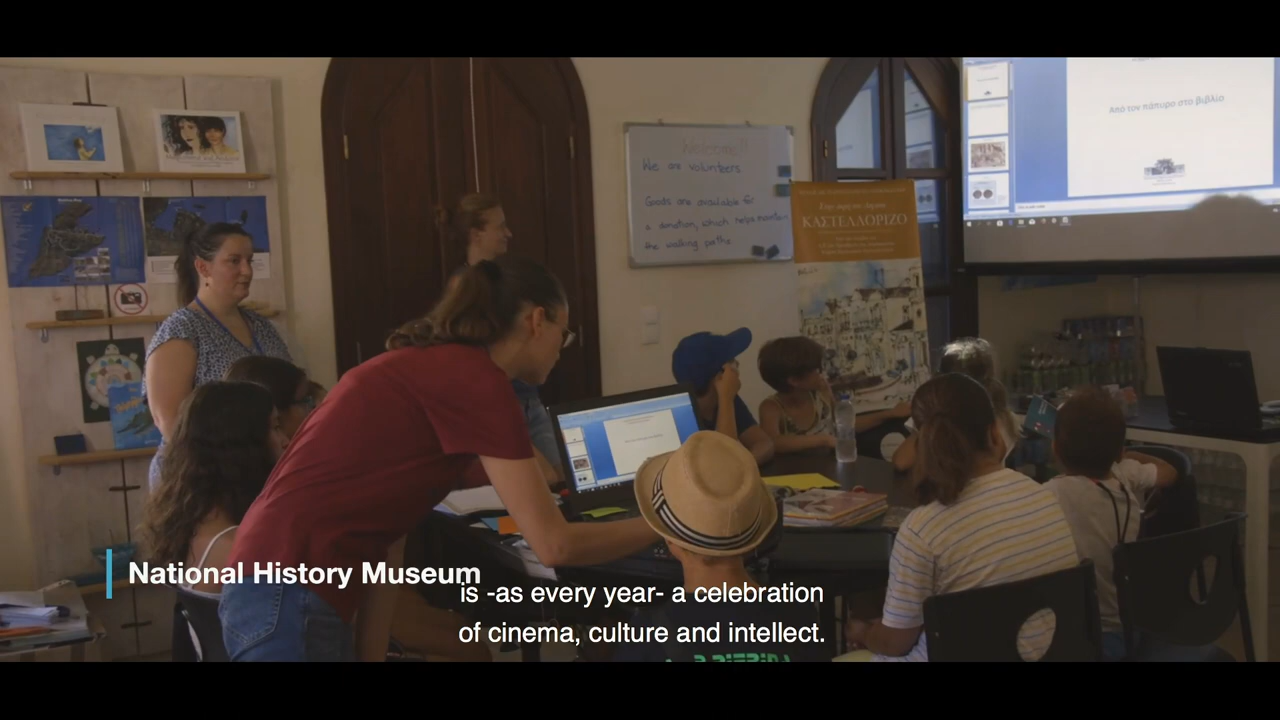 Welcome!!
We are volunteers
Goods are available for
a donation, which helps maintain
the walking paths
ΚΑΣΤΕΛΛΟΡΙΖΟ
Από τον πάπυρο στο βιβλίο
National History Museum
is -as every year- a celebration
of cinema, culture and intellect.